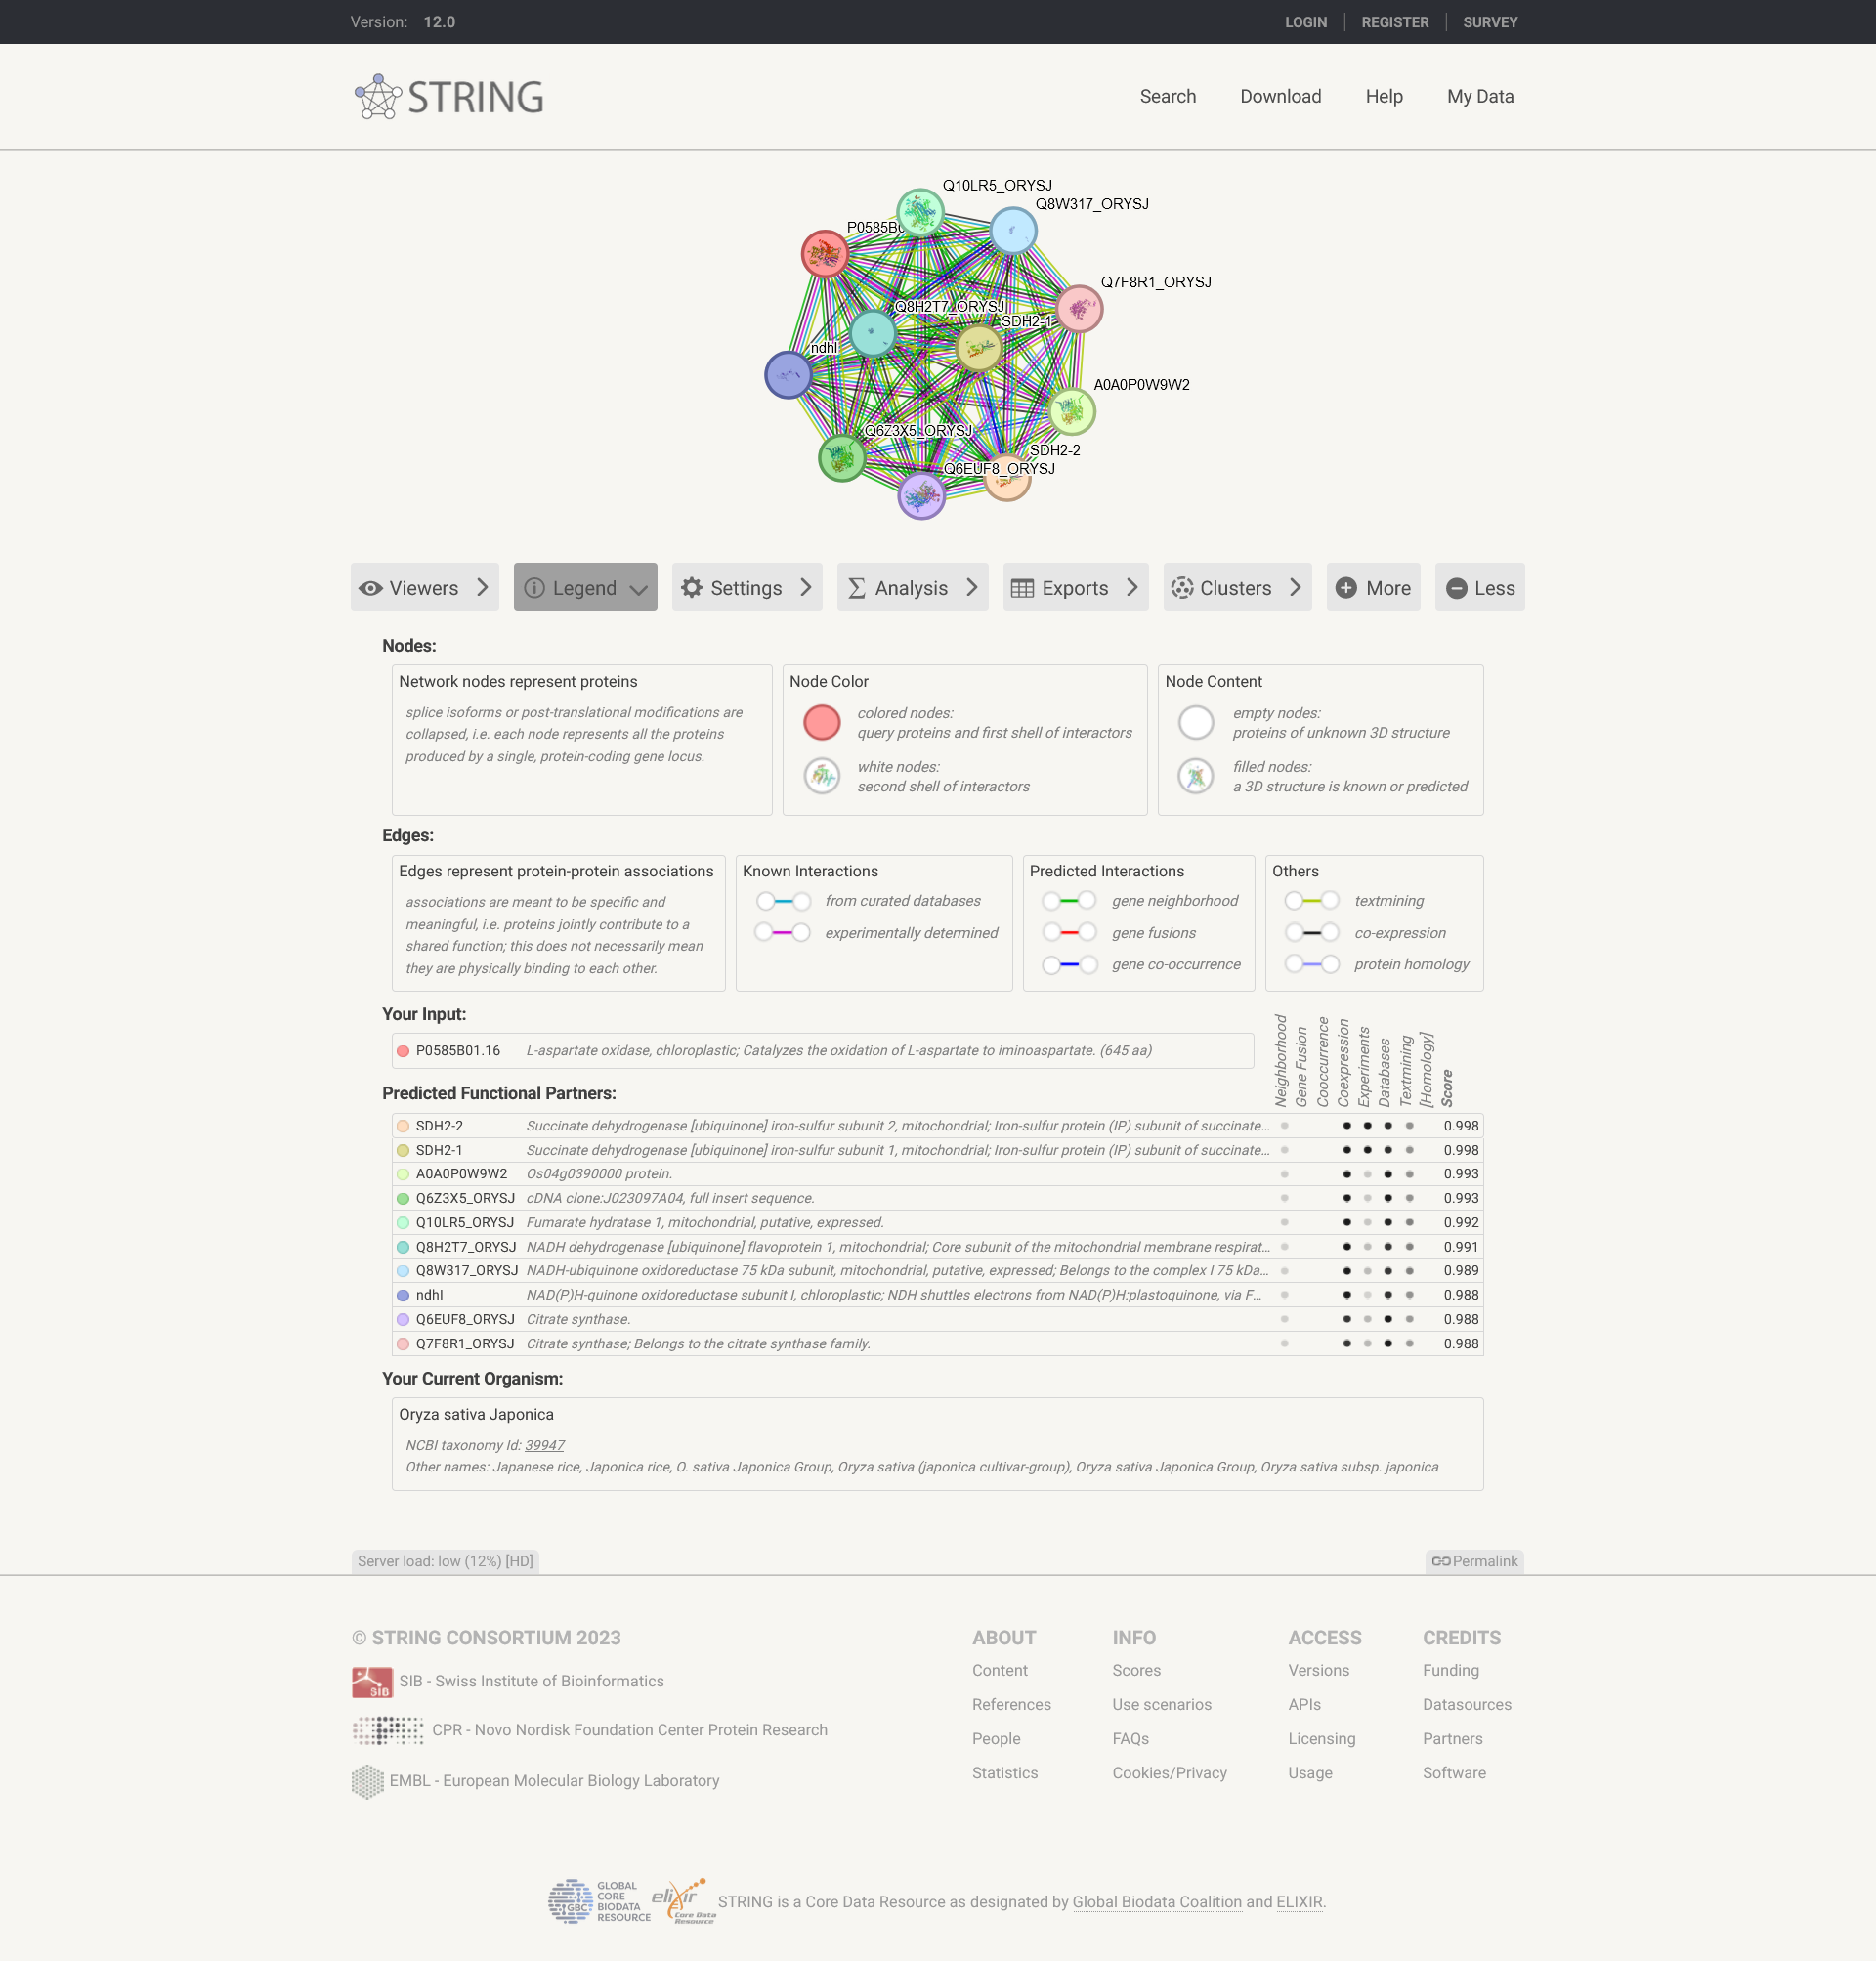 Version: 12.0
LOGIN
REGISTER
SURVEY
STRING
Search
Download
Help
My Data
Q10LR5_ORYSJ
Q8W317_ORYSJ
P0585B0
Q7F8R1_ORYSJ
Q8H2T7_ORYSJ
SDH2-1
ndhI
A0A0P0W9W2
Q6Z3X5_ORYSJ
SDH2-2
Q6EUF8_ORYSJ
Viewers
Legend
Settings
Analysis
Exports
Clusters
More
Less
Nodes:
Network nodes represent proteins
splice isoforms or post-translational modifications are
collapsed, i.e. each node represents all the proteins
produced by a single, protein-coding gene locus.
Node Color
colored nodes:
query proteins and first shell of interactors
white nodes:
second shell of interactors
Node Content
empty nodes:
proteins of unknown 3D structure
filled nodes:
a 3D structure is known or predicted
Edges:
Edges represent protein-protein associations
associations are meant to be specific and
meaningful, i.e. proteins jointly contribute to a
shared function; this does not necessarily mean
they are physically binding to each other.
Known Interactions
from curated databases
experimentally determined
Predicted Interactions
gene neighborhood
gene fusions
gene co-occurrence
Others
textmining
co-expression
protein homology
Your Input:
P0585B01.16 L-aspartate oxidase, chloroplastic; Catalyzes the oxidation of L-aspartate to iminoaspartate. (645 aa)
Neighborhood
Gene Fusion
Cooccurrence
Coexpression
Experiments
Databases
Textmining
[Homology]
Score
Predicted Functional Partners:
SDH2-2 Succinate dehydrogenase [ubiquinone] iron-sulfur subunit 2, mitochondrial; Iron-sulfur protein (IP) subunit of succinate... 0.998
SDH2-1 Succinate dehydrogenase [ubiquinone] iron-sulfur subunit 1, mitochondrial; Iron-sulfur protein (IP) subunit of succinate... 0.998
A0A0P0W9W2 Os04g0390000 protein. 0.993
Q6Z3X5_ORYSJ cDNA clone:J023097A04, full insert sequence. 0.993
Q10LR5_ORYSJ Fumarate hydratase 1, mitochondrial, putative, expressed. 0.992
Q8H2T7_ORYSJ NADH dehydrogenase [ubiquinone] flavoprotein 1, mitochondrial; Core subunit of the mitochondrial membrane respirat... 0.991
Q8W317_ORYSJ NADH-ubiquinone oxidoreductase 75 kDa subunit, mitochondrial, putative, expressed; Belongs to the complex I 75 kDa... 0.989
ndhI NAD(P)H-quinone oxidoreductase subunit I, chloroplastic; NDH shuttles electrons from NAD(P)H:plastoquinone, via F... 0.988
Q6EUF8_ORYSJ Citrate synthase. 0.988
Q7F8R1_ORYSJ Citrate synthase; Belongs to the citrate synthase family. 0.988
Your Current Organism:
Oryza sativa Japonica
NCBI taxonomy Id: 39947
Other names: Japanese rice, Japonica rice, O. sativa Japonica Group, Oryza sativa (japonica cultivar-group), Oryza sativa Japonica Group, Oryza sativa subsp. japonica
Server load: low (12%) [HD]
Permalink
© STRING CONSORTIUM 2023
SIB
SIB - Swiss Institute of Bioinformatics
CPR
CPR - Novo Nordisk Foundation Center Protein Research
EMBL - European Molecular Biology Laboratory
ABOUT
Content
References
People
Statistics
INFO
Scores
Use scenarios
FAQs
Cookies/Privacy
ACCESS
Versions
APIs
Licensing
Usage
CREDITS
Funding
Datasources
Partners
Software
GBC
GLOBAL
CORE
BIODATA
RESOURCE
elixir
Core Data
Resource
STRING is a Core Data Resource as designated by Global Biodata Coalition and ELIXIR.